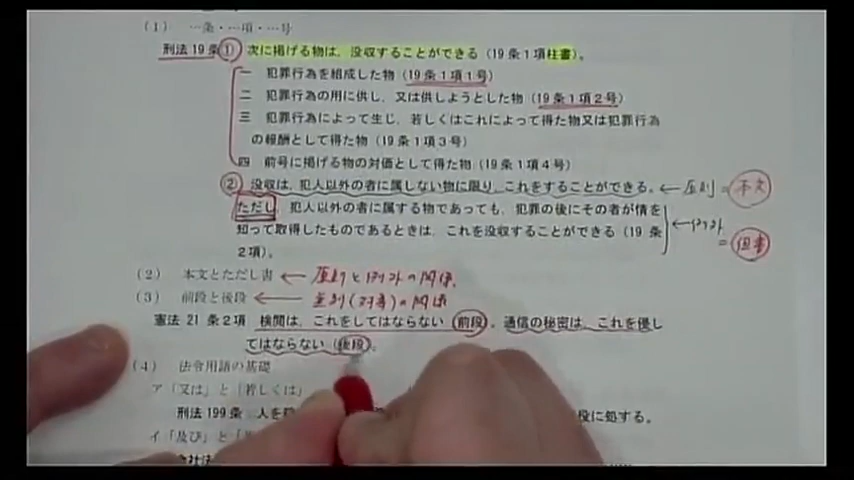 (1) 一条・…一項・…一号
刑法19条① 次に掲げる物は、没収することができる(19条1項柱書)。
一 犯罪行為を組成した物(19条1項1号)
二 犯罪行為の用に供し、又は供しようとした物(19条1項2号)
三 犯罪行為によって生じ、若しくはこれによって得た物又は犯罪行為
の報酬として得た物(19条1項3号)
四 前号に掲げる物の対価として得た物(19条1項4号)
② 没収は、犯人以外の者に属しない物に限り、これをすることができる。 ←原則=本文
ただし、犯人以外の者に属する物であっても、犯罪の後にその者が情を
知って取得したものであるときは、これを没収することができる(19条
2項)。
←例外
=但書
(2) 本文とただし書 ← 原則と例外の関係
(3) 前段と後段 ← 並列(対等)の関係
憲法21条2項 検閲は、これをしてはならない(前段)。通信の秘密は、これを侵し
てはならない(後段)。
(4) 法令用語の基礎
ア「又は」と「若しくは」
刑法199条 人を 役に処する。
イ「及び」と
会社法